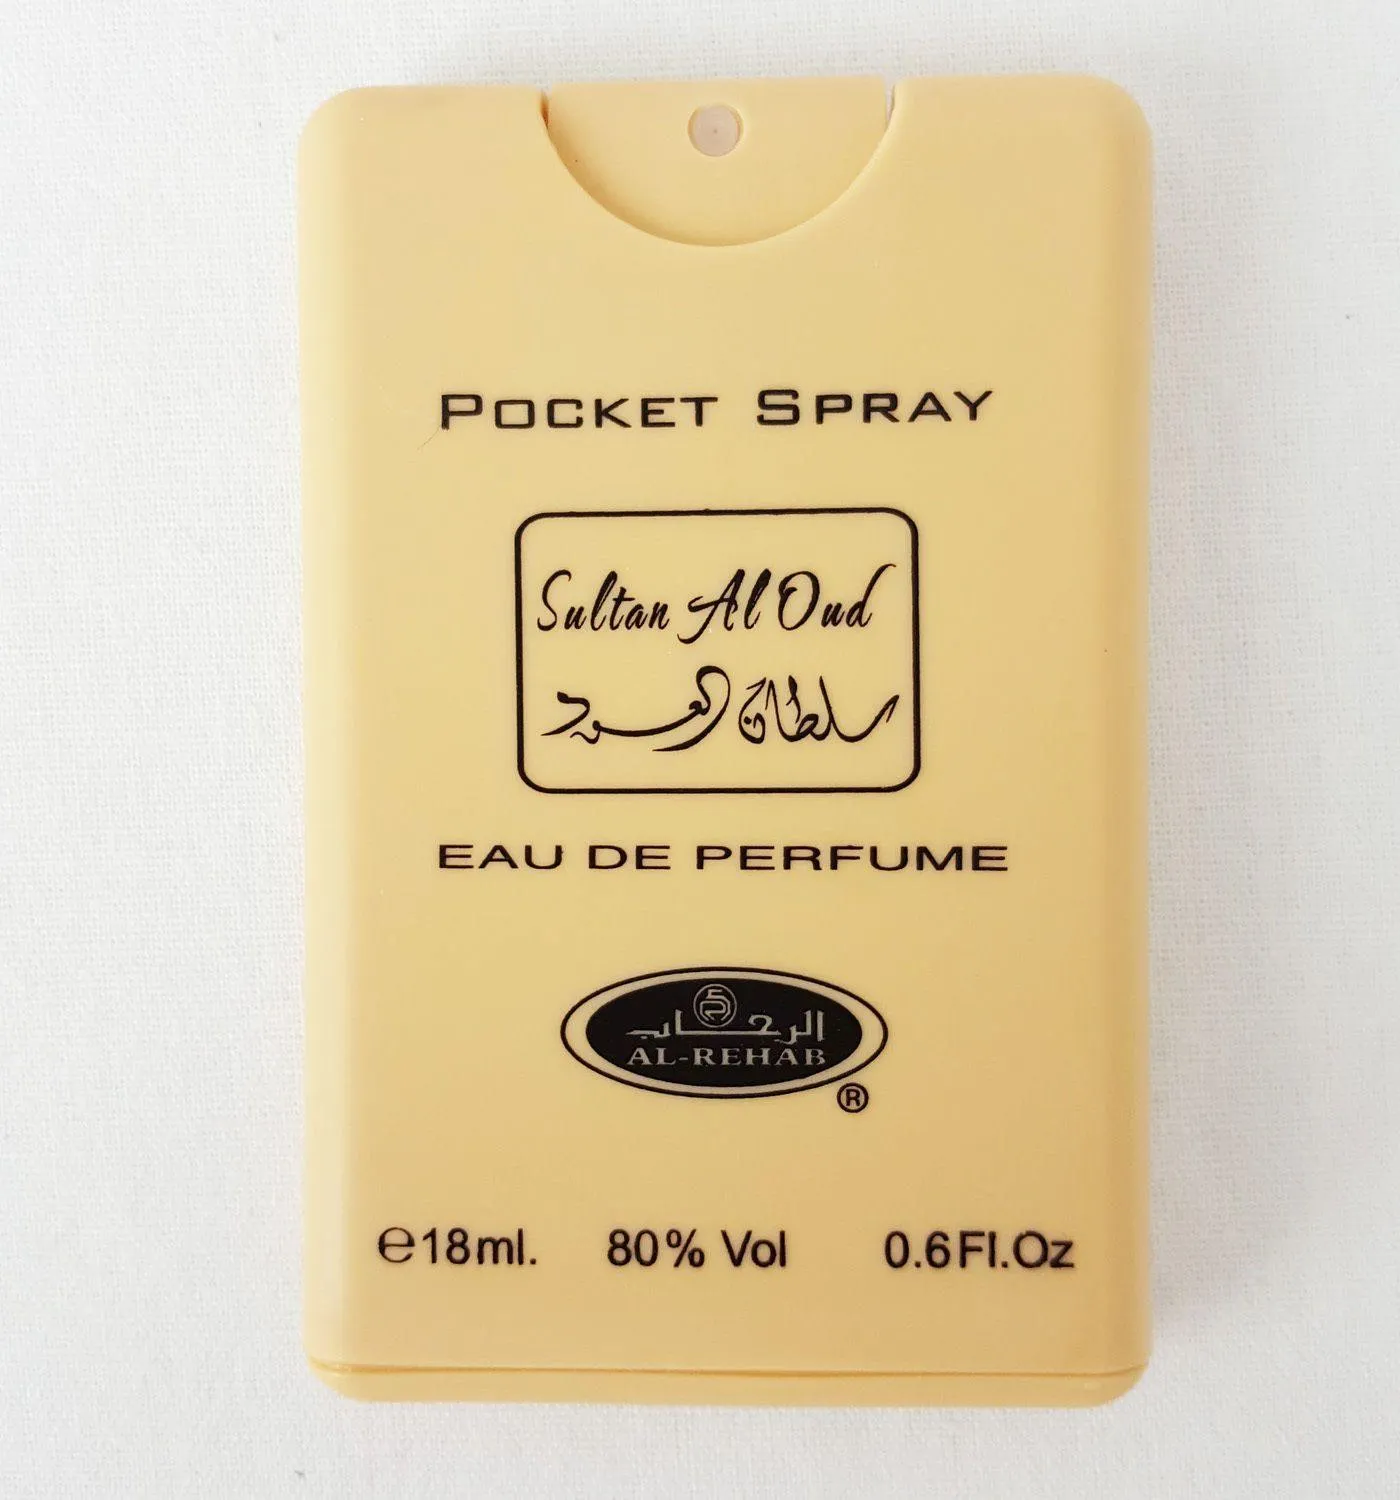 POCKET SPRAY
Sultan Al Oud
سلطان العود
EAU DE PERFUME
الرحاب
AL-REHAB
®
℮18ml. 80% Vol 0.6Fl.Oz